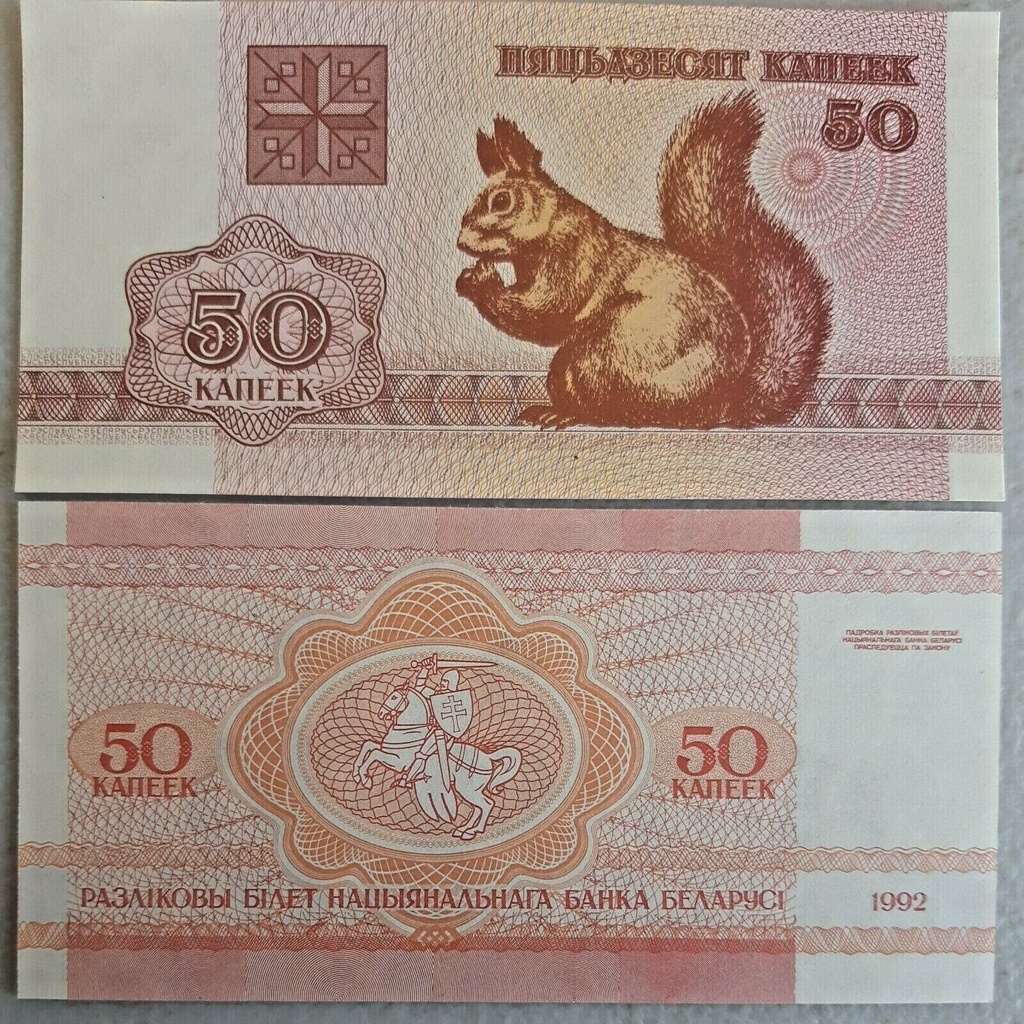 ПЯЦЬДЗЕСЯТ КАПЕЕК
50
50
КАПЕЕК
РЭСПУБЛІКАБЕЛАРУСЬРЭСПУБЛІКАБЕЛАРУСЬ
ПАДРОБКА РАЗЛІКОВЫХ БІЛЕТАЎ
НАЦЫЯНАЛЬНАГА БАНКА БЕЛАРУСІ
ПРАСЛЕДУЕЦЦА ПА ЗАКОНУ
50
КАПЕЕК
50
КАПЕЕК
РАЗЛІКОВЫ БІЛЕТ НАЦЫЯНАЛЬНАГА БАНКА БЕЛАРУСІ 1992